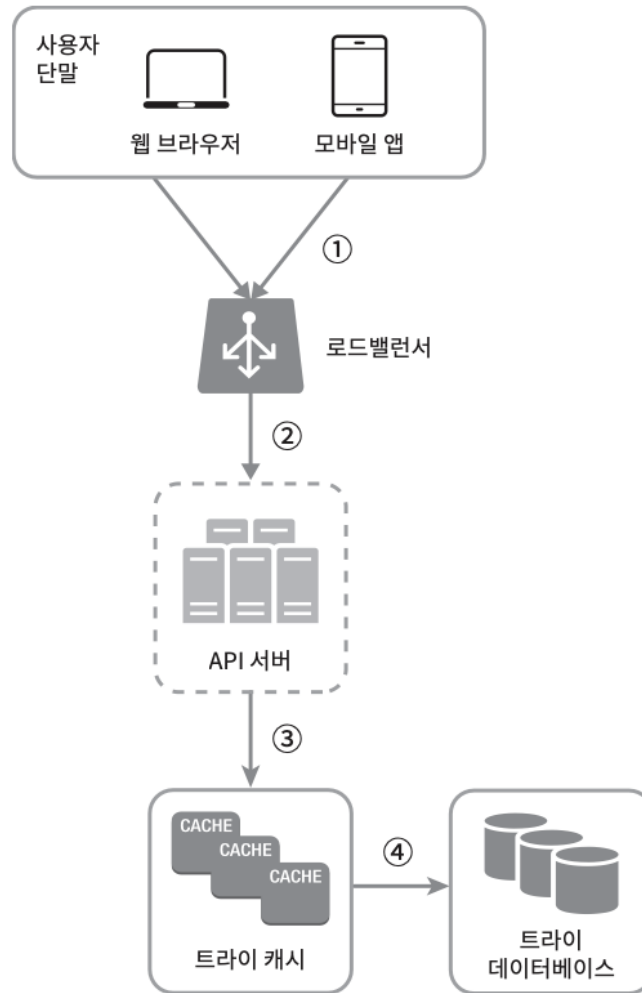 사용자
단말
웹 브라우저
모바일 앱
①
로드밸런서
②
API 서버
③
CACHE
CACHE
CACHE
④
트라이 캐시
트라이
데이터베이스